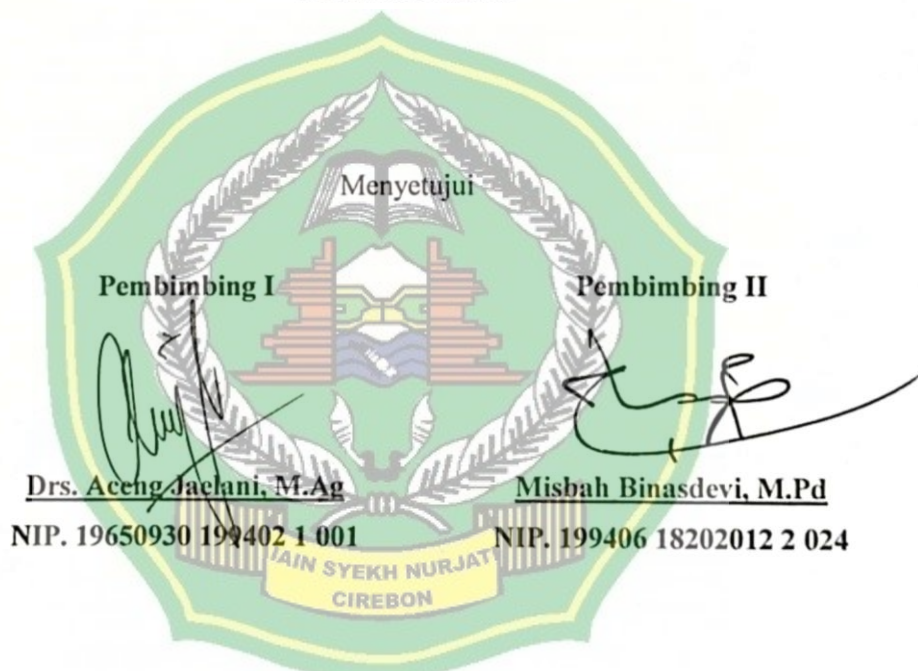 Menyetujui
Pembimbing I
Pembimbing II
Drs. Aceng Jaelani, M.Ag
Misbah Binasdevi, M.Pd
NIP. 19650930 199402 1 001
NIP. 199406 18202012 2 024
IAIN SYEKH NURJATI
CIREBON